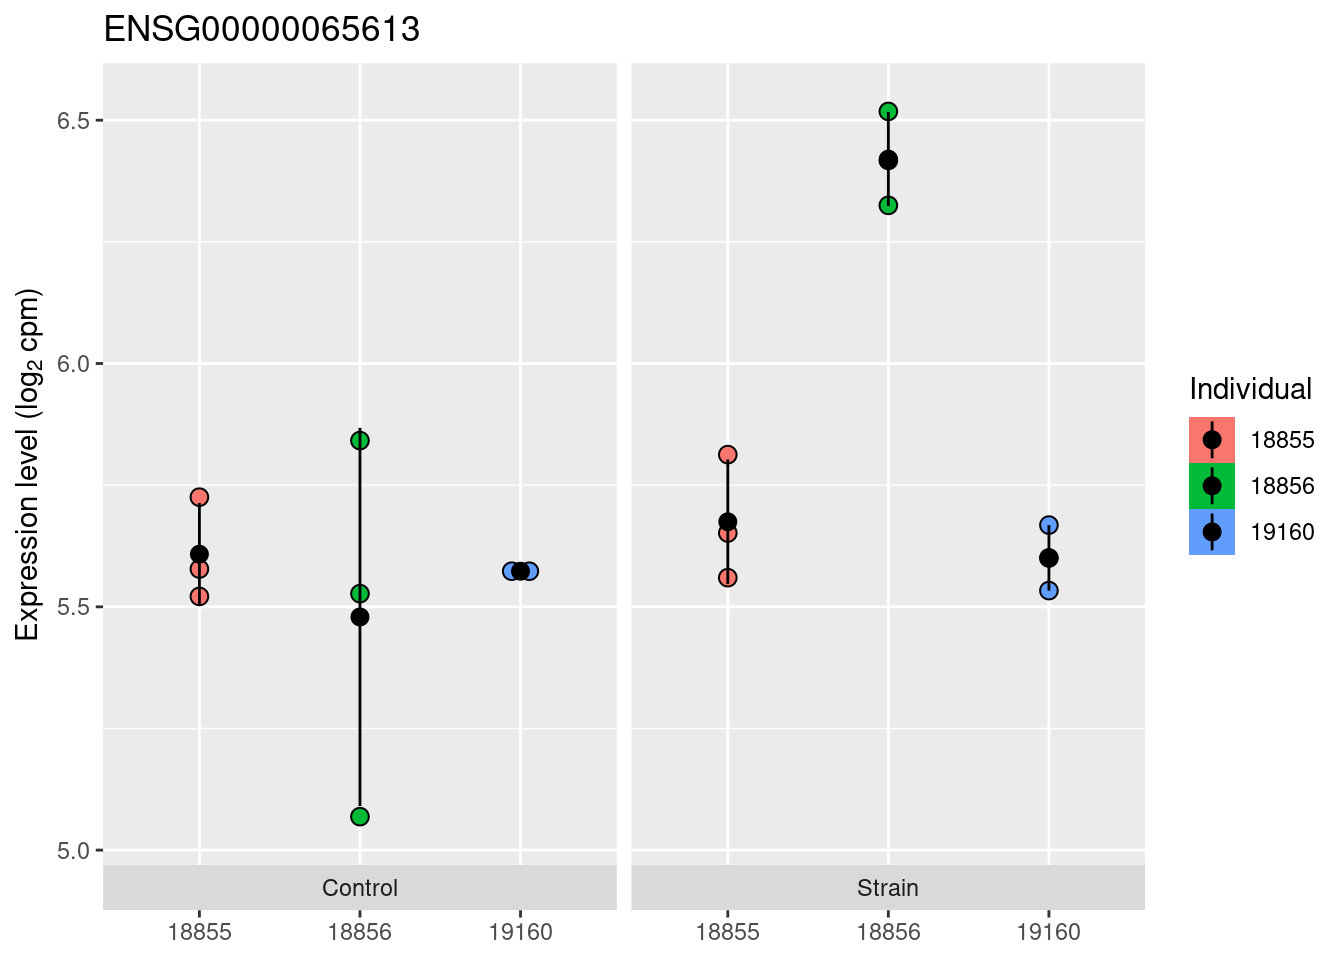 ENSG00000065613
Expression level (log₂ cpm)
6.5
6.0
5.5
5.0
Control
Strain
18855
18856
19160
18855
18856
19160
Individual
18855
18856
19160